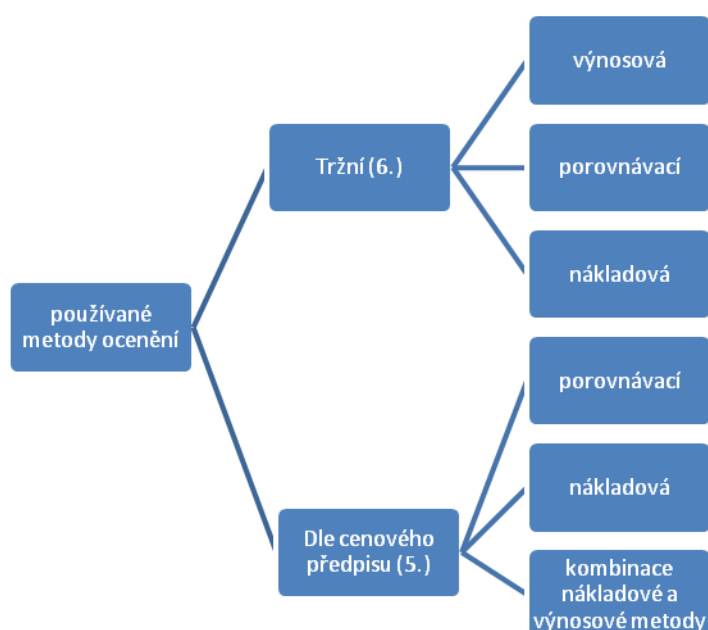 používané
metody ocenění
Tržní (6.)
výnosová
porovnávací
nákladová
Dle cenového
předpisu (5.)
porovnávací
nákladová
kombinace
nákladové a
výnosové metody